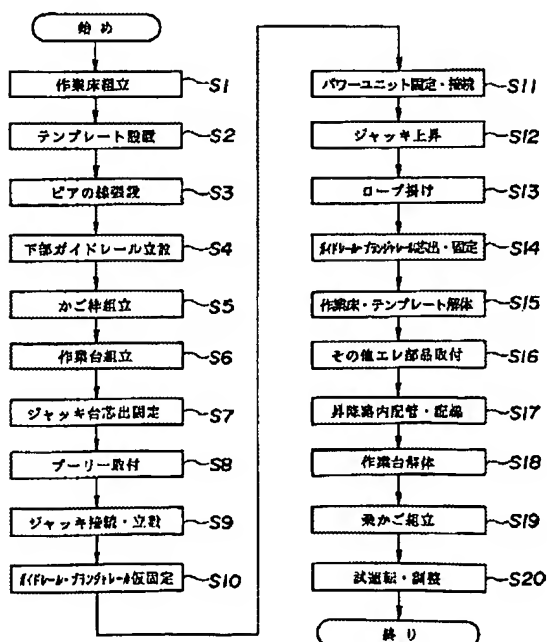 始め
作業床組立
S1
テンプレート設置
S2
ピアの線張設
S3
下部ガイドレール立設
S4
かご枠組立
S5
作業台組立
S6
ジャッキ台芯出固定
S7
プーリー取付
S8
ジャッキ接続・立設
S9
ガイドレール・プランジャレール仮固定
S10
パワーユニット固定・接続
S11
ジャッキ上昇
S12
ロープ掛け
S13
ガイドレール・プランジャレール芯出・固定
S14
作業床・テンプレート解体
S15
その他エレ部品取付
S16
昇降路内配管・配線
S17
作業台解体
S18
乗かご組立
S19
試運転・調整
S20
終り